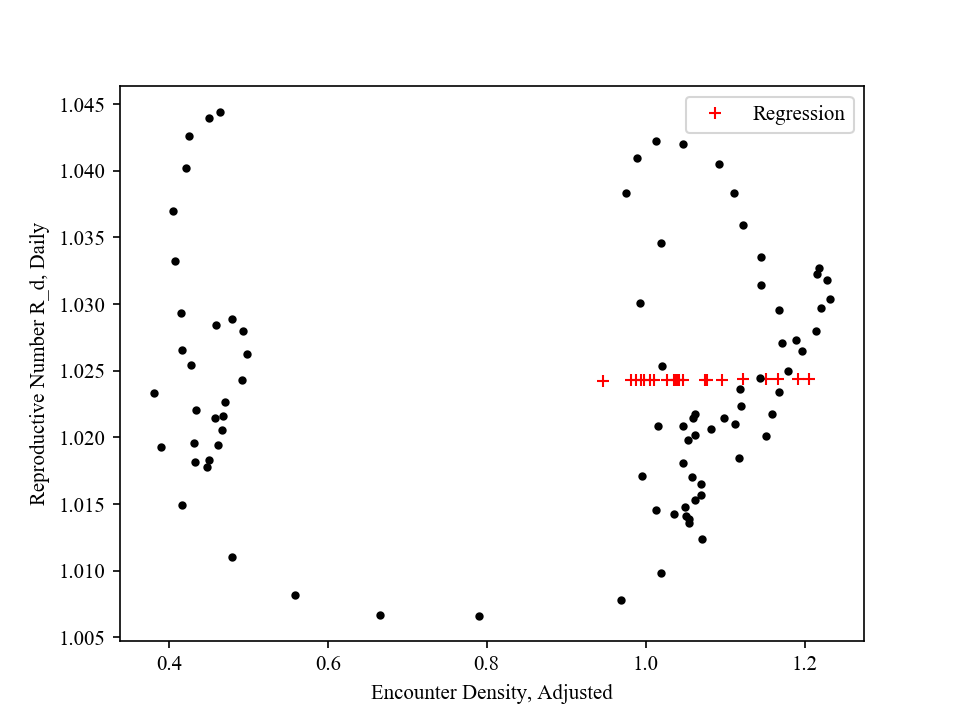 Regression
1.045
1.040
1.035
1.030
1.025
1.020
1.015
1.010
1.005
Reproductive Number R_d, Daily
0.4 0.6 0.8 1.0 1.2
Encounter Density, Adjusted